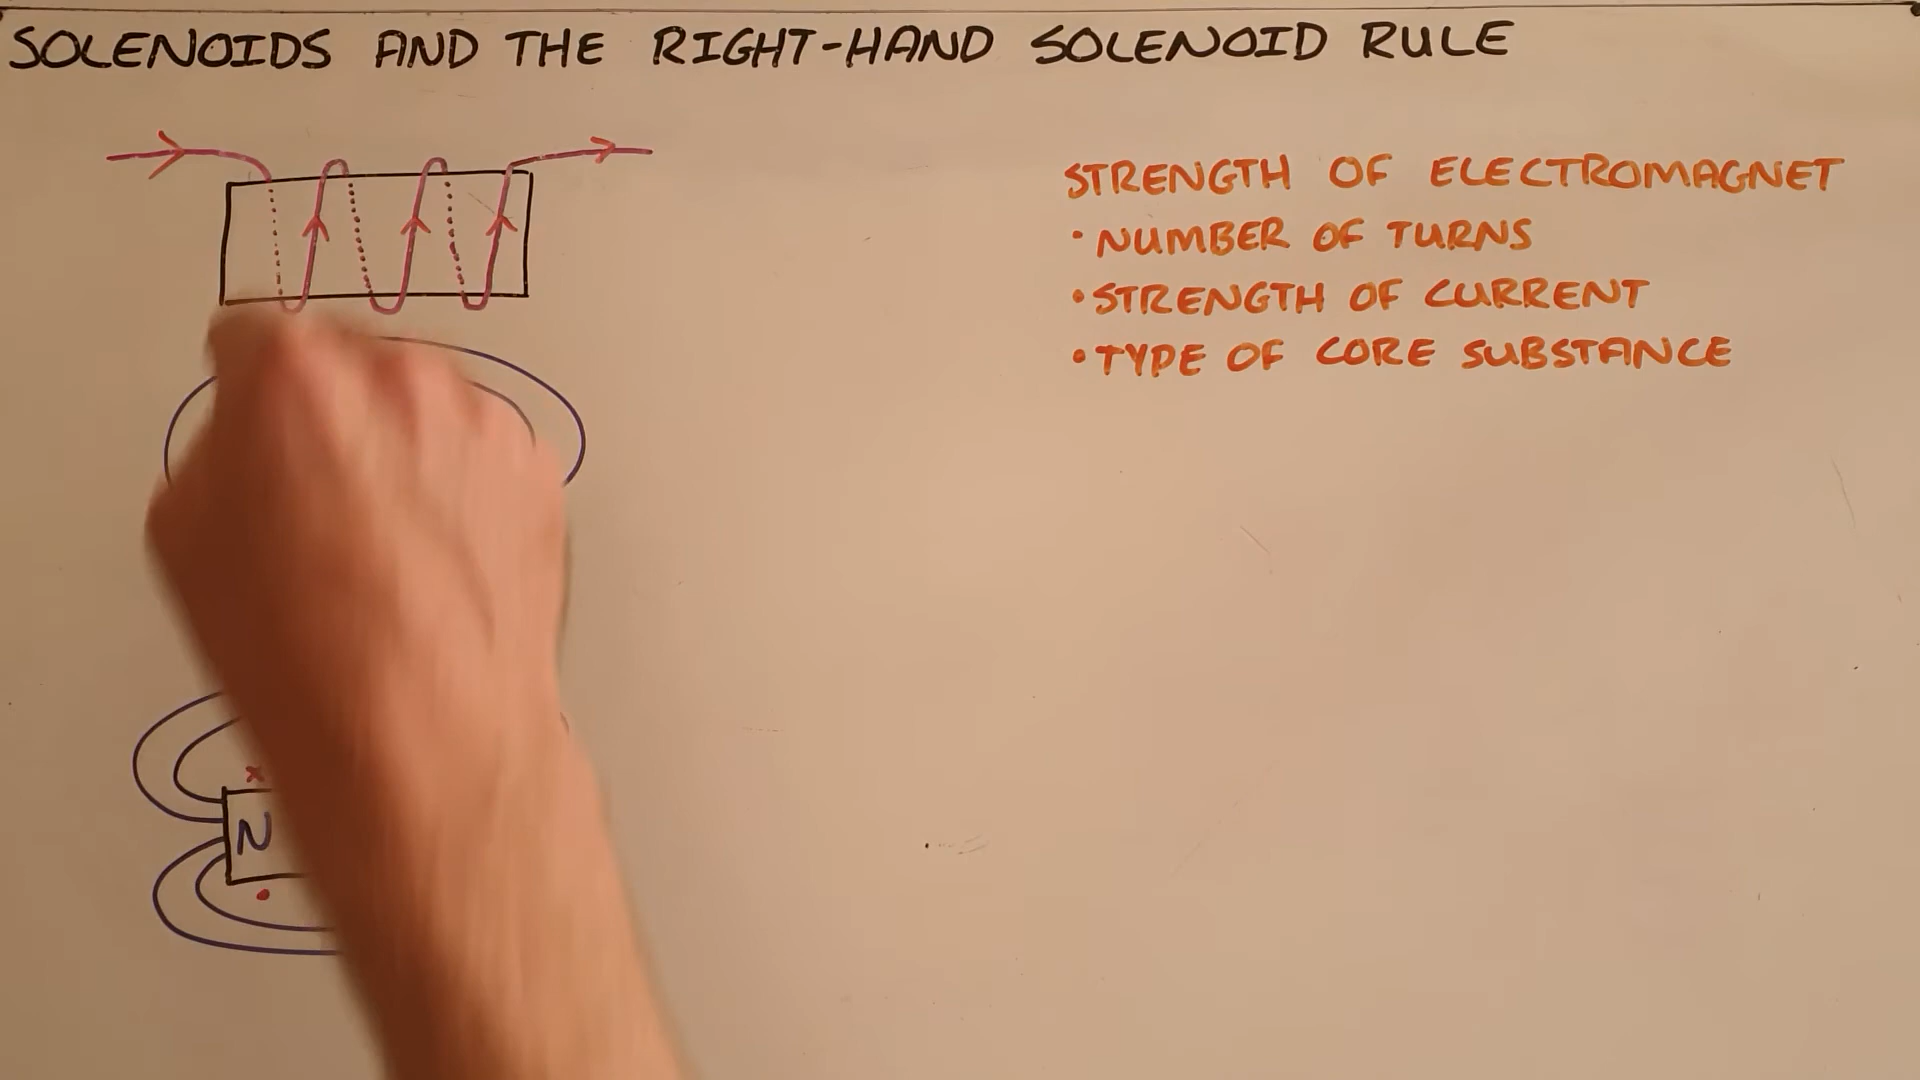 SOLENOIDS AND THE RIGHT-HAND SOLENOID RULE
STRENGTH OF ELECTROMAGNET
• NUMBER OF TURNS
• STRENGTH OF CURRENT
• TYPE OF CORE SUBSTANCE
N